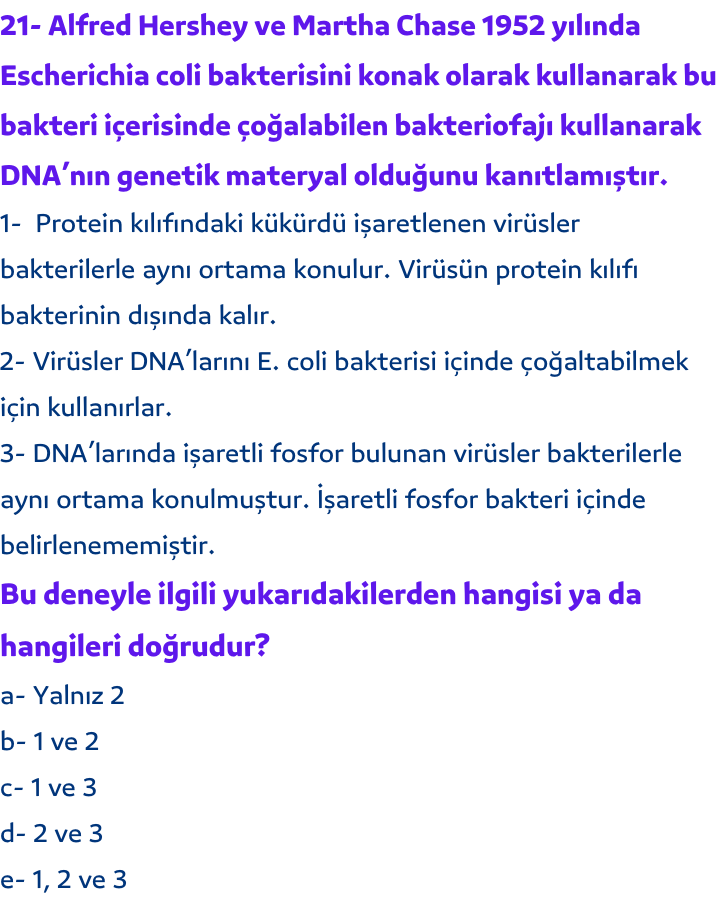 21- Alfred Hershey ve Martha Chase 1952 yılında
Escherichia coli bakterisini konak olarak kullanarak bu
bakteri içerisinde çoğalabilen bakteriofajı kullanarak
DNA’nın genetik materyal olduğunu kanıtlamıştır.
1-  Protein kılıfındaki kükürdü işaretlenen virüsler
bakterilerle aynı ortama konulur. Virüsün protein kılıfı
bakterinin dışında kalır.
2- Virüsler DNA’larını E. coli bakterisi içinde çoğaltabilmek
için kullanırlar.
3- DNA’larında işaretli fosfor bulunan virüsler bakterilerle
aynı ortama konulmuştur. İşaretli fosfor bakteri içinde
belirlenememiştir.
Bu deneyle ilgili yukarıdakilerden hangisi ya da
hangileri doğrudur?
a- Yalnız 2
b- 1 ve 2
c- 1 ve 3
d- 2 ve 3
e- 1, 2 ve 3